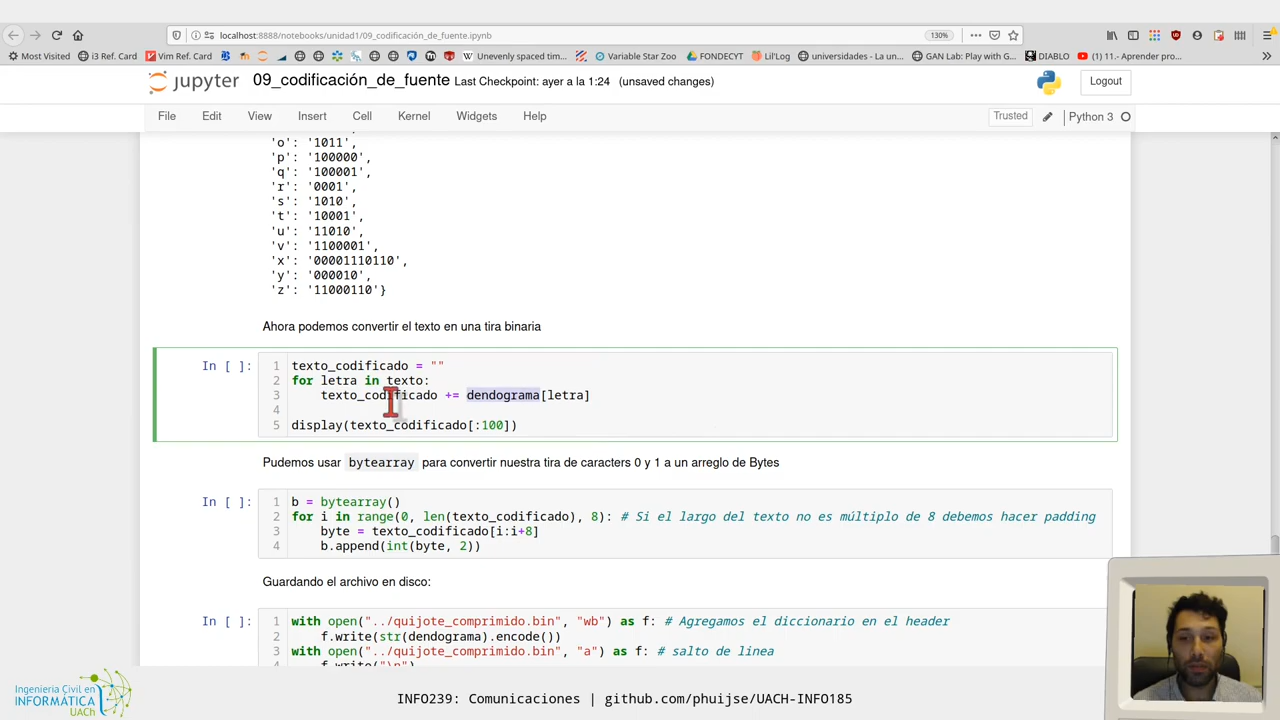 localhost:8888/notebooks/unidad1/09_codificación_de_fuente.ipynb
130%
Most Visited
i3 Ref. Card
Vim Ref. Card
Unevenly spaced tim...
Variable Star Zoo
FONDECYT
Lil'Log
universidades - La un...
GAN Lab: Play with G...
DIABLO
(1) 11.- Aprender pro...
jupyter 09_codificación_de_fuente Last Checkpoint: ayer a la 1:24 (unsaved changes)
Logout
File Edit View Insert Cell Kernel Widgets Help
Trusted
Python 3
'o': '1011',
'p': '100000',
'q': '100001',
'r': '0001',
's': '1010',
't': '10001',
'u': '11010',
'v': '1100001',
'x': '00001110110',
'y': '000010',
'z': '11000110'}
Ahora podemos convertir el texto en una tira binaria
In [ ]:
1 texto_codificado = ""
2 for letra in texto:
3 texto_codificado += dendograma[letra]
4
5 display(texto_codificado[:100])
Pudemos usar bytearray para convertir nuestra tira de caracters 0 y 1 a un arreglo de Bytes
In [ ]:
1 b = bytearray()
2 for i in range(0, len(texto_codificado), 8): # Si el largo del texto no es múltiplo de 8 debemos hacer padding
3 byte = texto_codificado[i:i+8]
4 b.append(int(byte, 2))
Guardando el archivo en disco:
In [ ]:
1 with open("../quijote_comprimido.bin", "wb") as f: # Agregamos el diccionario en el header
2 f.write(str(dendograma).encode())
3 with open("../quijote_comprimido.bin", "a") as f: # salto de linea
4 f.write("\n")
Ingeniería Civil en
INFORMÁTICA
UACh
INFO239: Comunicaciones | github.com/phuijse/UACH-INFO185